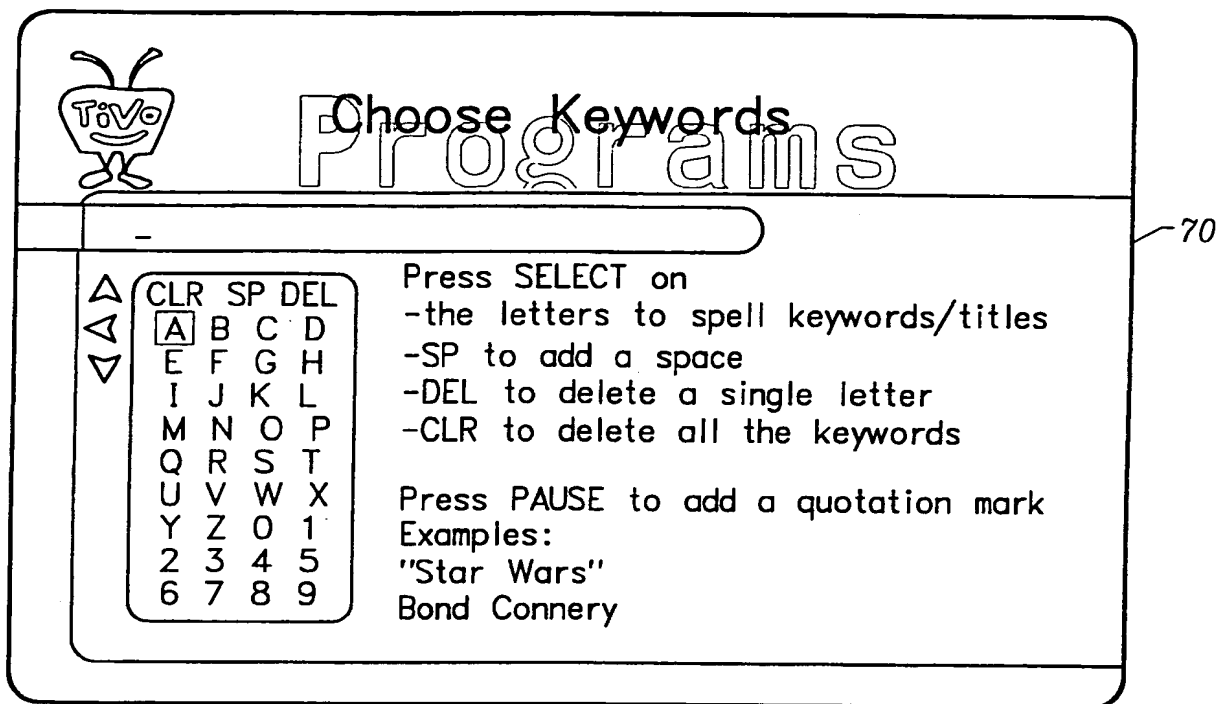 TiVo
Choose Keywords
Programs
70
CLR SP DEL
A B C D
E F G H
I J K L
M N O P
Q R S T
U V W X
Y Z 0 1
2 3 4 5
6 7 8 9
Press SELECT on
-the letters to spell keywords/titles
-SP to add a space
-DEL to delete a single letter
-CLR to delete all the keywords
Press PAUSE to add a quotation mark
Examples:
"Star Wars"
Bond Connery